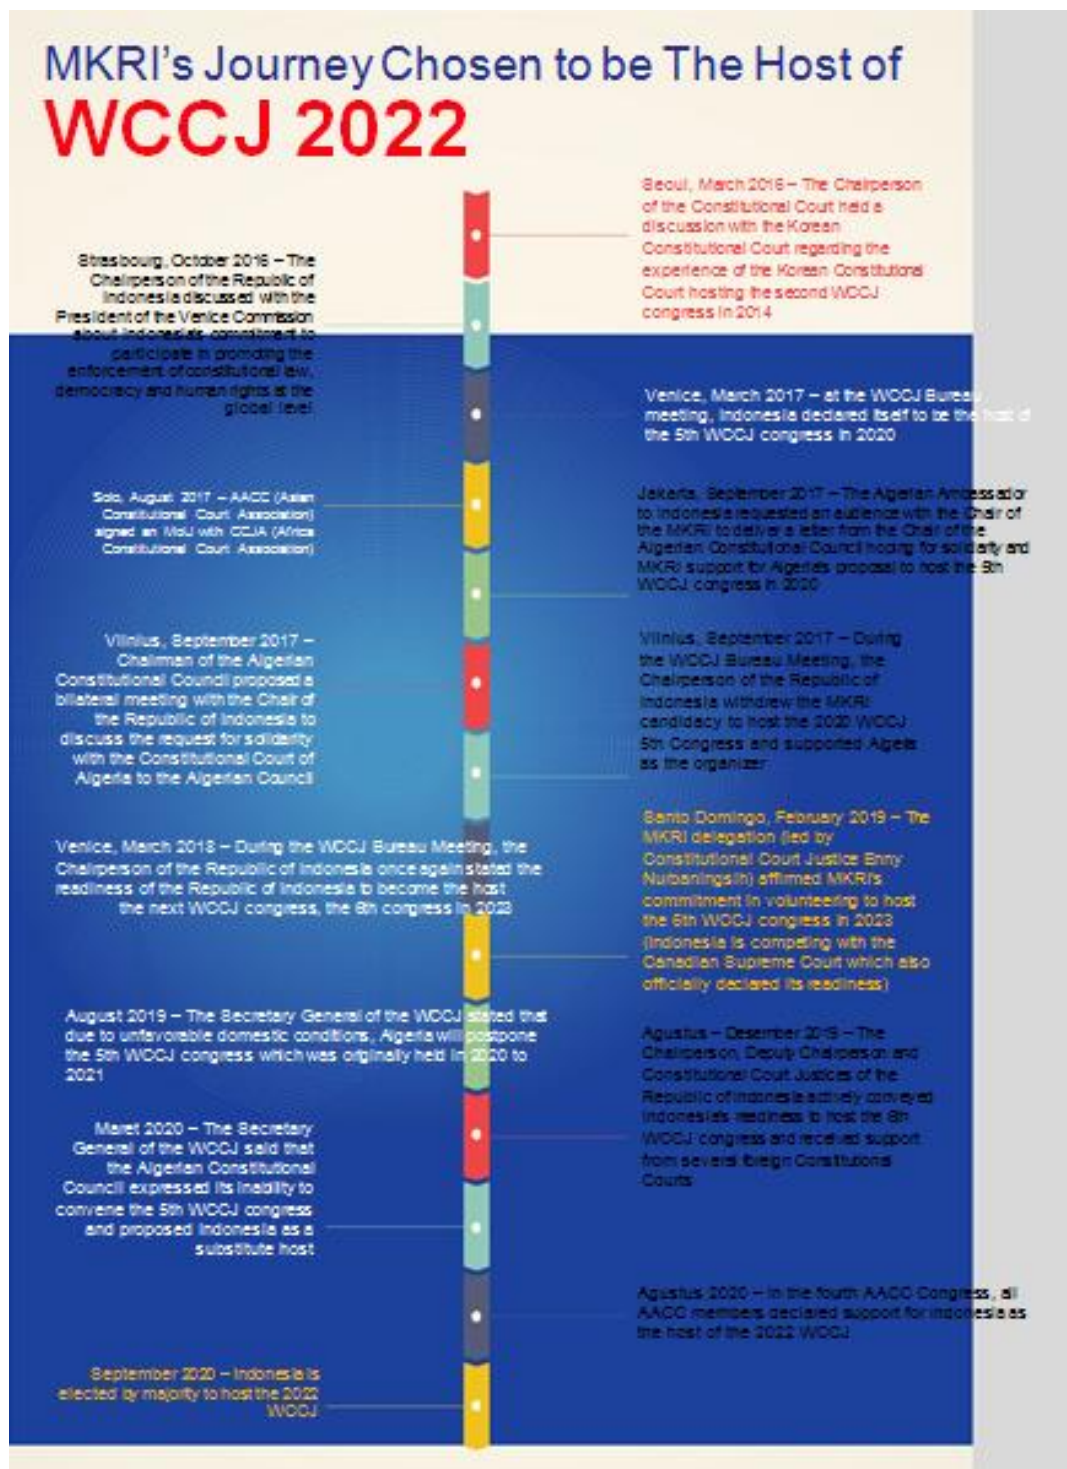 MKRI's Journey Chosen to be The Host of
WCCJ 2022
Seoul, March 2016 – The Chairperson
of the Constitutional Court held a
discussion with the Korean
Constitutional Court regarding the
experience of the Korean Constitutional
Court hosting the second WCCJ
congress in 2014
Strasbourg, October 2016 – The
Chairperson of the Republic of
Indonesia discussed with the
President of the Venice Commission
about Indonesia's commitment to
participate in promoting the
enforcement of constitutional law,
democracy and human rights at the
global level
Venice, March 2017 – at the WCCJ Bureau
meeting, Indonesia declared itself to be the host of
the 5th WCCJ congress in 2020
Solo, August 2017 – AACC (Asian
Constitutional Court Association)
signed an MoU with CCJA (Africa
Constitutional Court Association)
Jakarta, September 2017 – The Algerian Ambassador
to Indonesia requested an audience with the Chair of
the MKRI to deliver a letter from the Chair of the
Algerian Constitutional Council hoping for solidarity and
MKRI support for Algeria's proposal to host the 5th
WCCJ congress in 2020
Vilnius, September 2017 –
Chairman of the Algerian
Constitutional Council proposed a
bilateral meeting with the Chair of
the Republic of Indonesia to
discuss the request for solidarity
with the Constitutional Court of
Algeria to the Algerian Council
Vilnius, September 2017 – During
the WCCJ Bureau Meeting, the
Chairperson of the Republic of
Indonesia withdrew the MKRI
candidacy to host the 2020 WCCJ
5th Congress and supported Algeria
as the organizer
Santo Domingo, February 2019 – The
MKRI delegation (led by
Constitutional Court Justice Enny
Nurbaningsih) affirmed MKRI's
commitment in volunteering to host
the 6th WCCJ congress in 2023
(Indonesia is competing with the
Canadian Supreme Court which also
officially declared its readiness)
Venice, March 2018 – During the WCCJ Bureau Meeting, the
Chairperson of the Republic of Indonesia once again stated the
readiness of the Republic of Indonesia to become the host
the next WCCJ congress, the 6th congress in 2023
August 2019 – The Secretary General of the WCCJ stated that
due to unfavorable domestic conditions, Algeria will postpone
the 5th WCCJ congress which was originally held in 2020 to
2021
Agustus – Desember 2019 – The
Chairperson, Deputy Chairperson and
Constitutional Court Justices of the
Republic of Indonesia actively conveyed
Indonesia's readiness to host the 6th
WCCJ congress and received support
from several foreign Constitutional
Courts
Maret 2020 – The Secretary
General of the WCCJ said that
the Algerian Constitutional
Council expressed its inability to
convene the 5th WCCJ congress
and proposed Indonesia as a
substitute host
Agustus 2020 – In the fourth AACC Congress, all
AACC members declared support for Indonesia as
the host of the 2022 WCCJ
September 2020 – Indonesia is
elected by majority to host the 2022
WCCJ